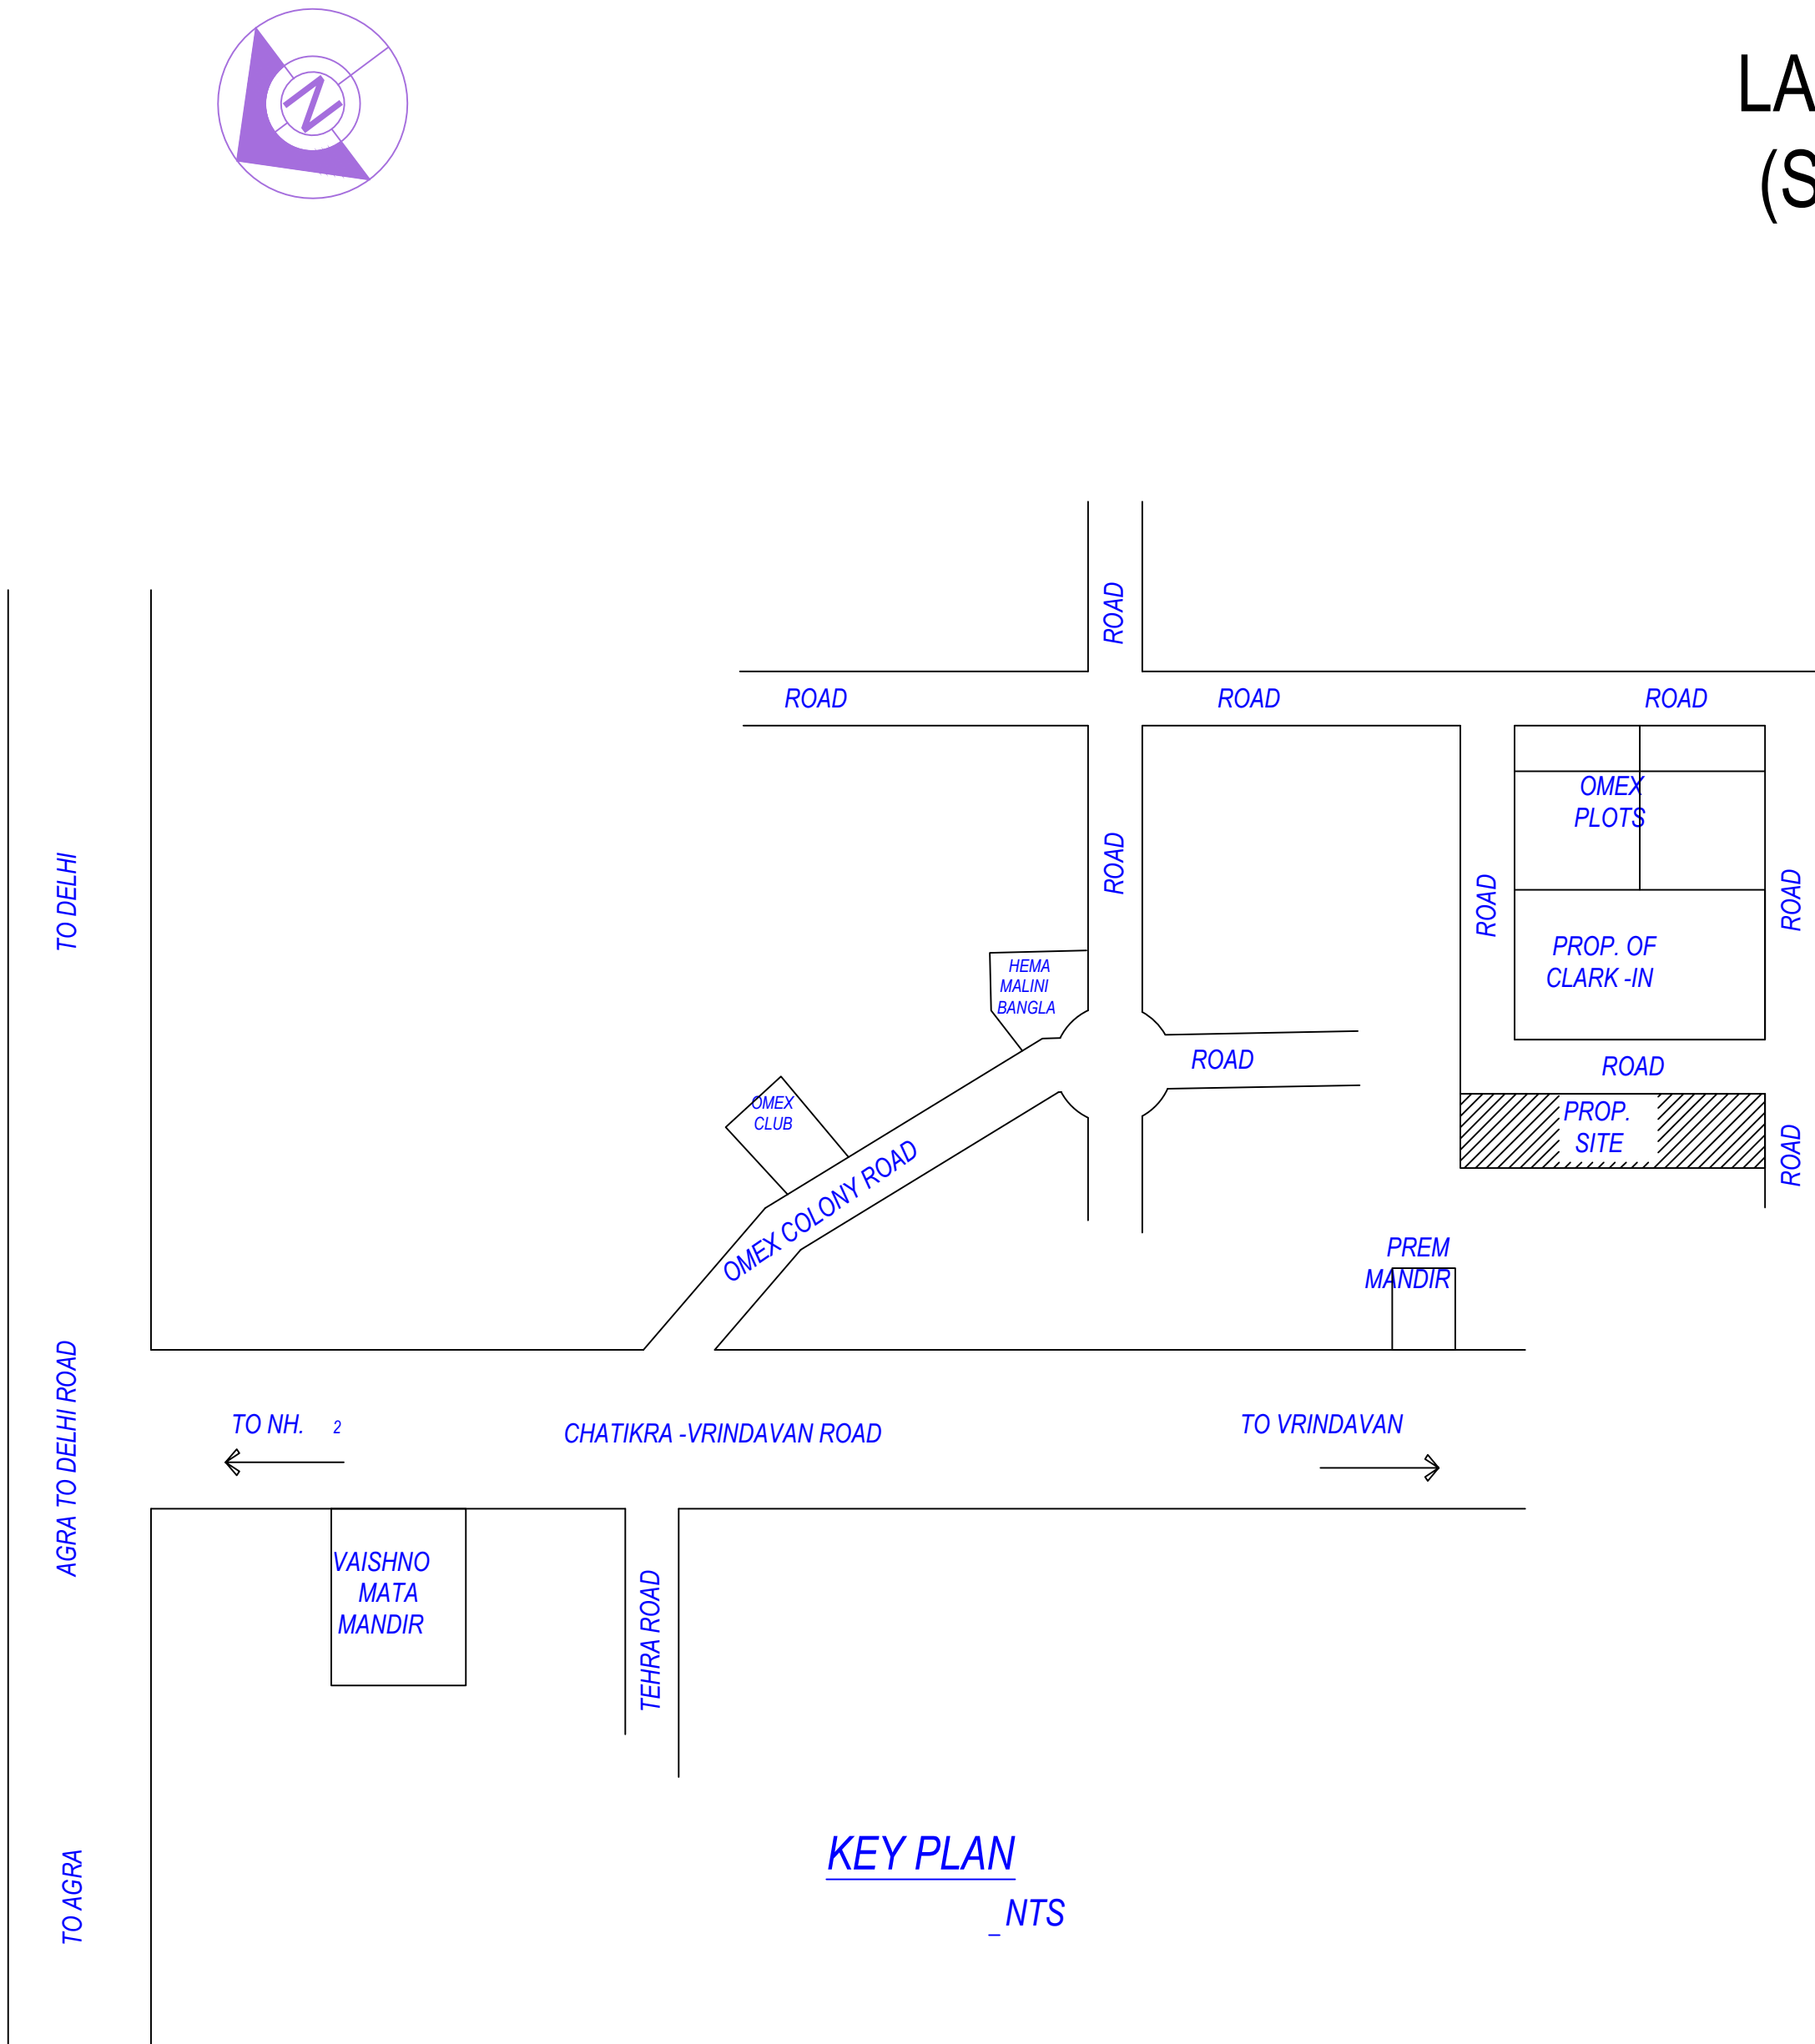 N
LA
(S
ROAD
ROAD
ROAD
ROAD
OMEX
PLOTS
TO DELHI
ROAD
ROAD
ROAD
PROP. OF
CLARK -IN
HEMA
MALINI
BANGLA
ROAD
ROAD
OMEX
CLUB
PROP.
SITE
ROAD
OMEX COLONY ROAD
PREM
MANDIR
AGRA TO DELHI ROAD
TO NH. 2
CHATIKRA -VRINDAVAN ROAD
TO VRINDAVAN
VAISHNO
MATA
MANDIR
TEHRA ROAD
KEY PLAN
_NTS
TO AGRA